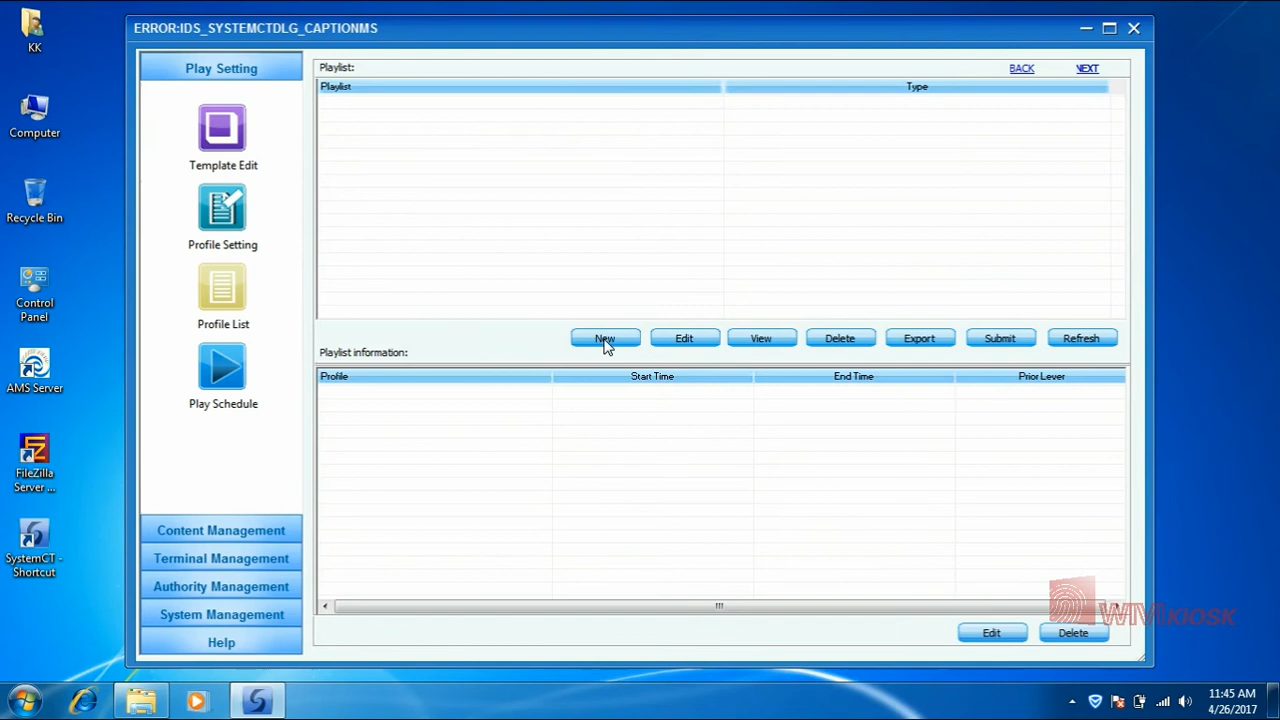 KK
Computer
Recycle Bin
Control
Panel
AMS Server
FileZilla
Server ...
SystemCT -
Shortcut
ERROR:IDS_SYSTEMCTDLG_CAPTIONMS
Play Setting
Template Edit
Profile Setting
Profile List
Play Schedule
Content Management
Terminal Management
Authority Management
System Management
Help
Playlist:
BACK NEXT
Playlist Type
New Edit View Delete Export Submit Refresh
Playlist information:
Profile Start Time End Time Prior Lever
Edit Delete
WIVIKIOSK
11:45 AM
4/26/2017